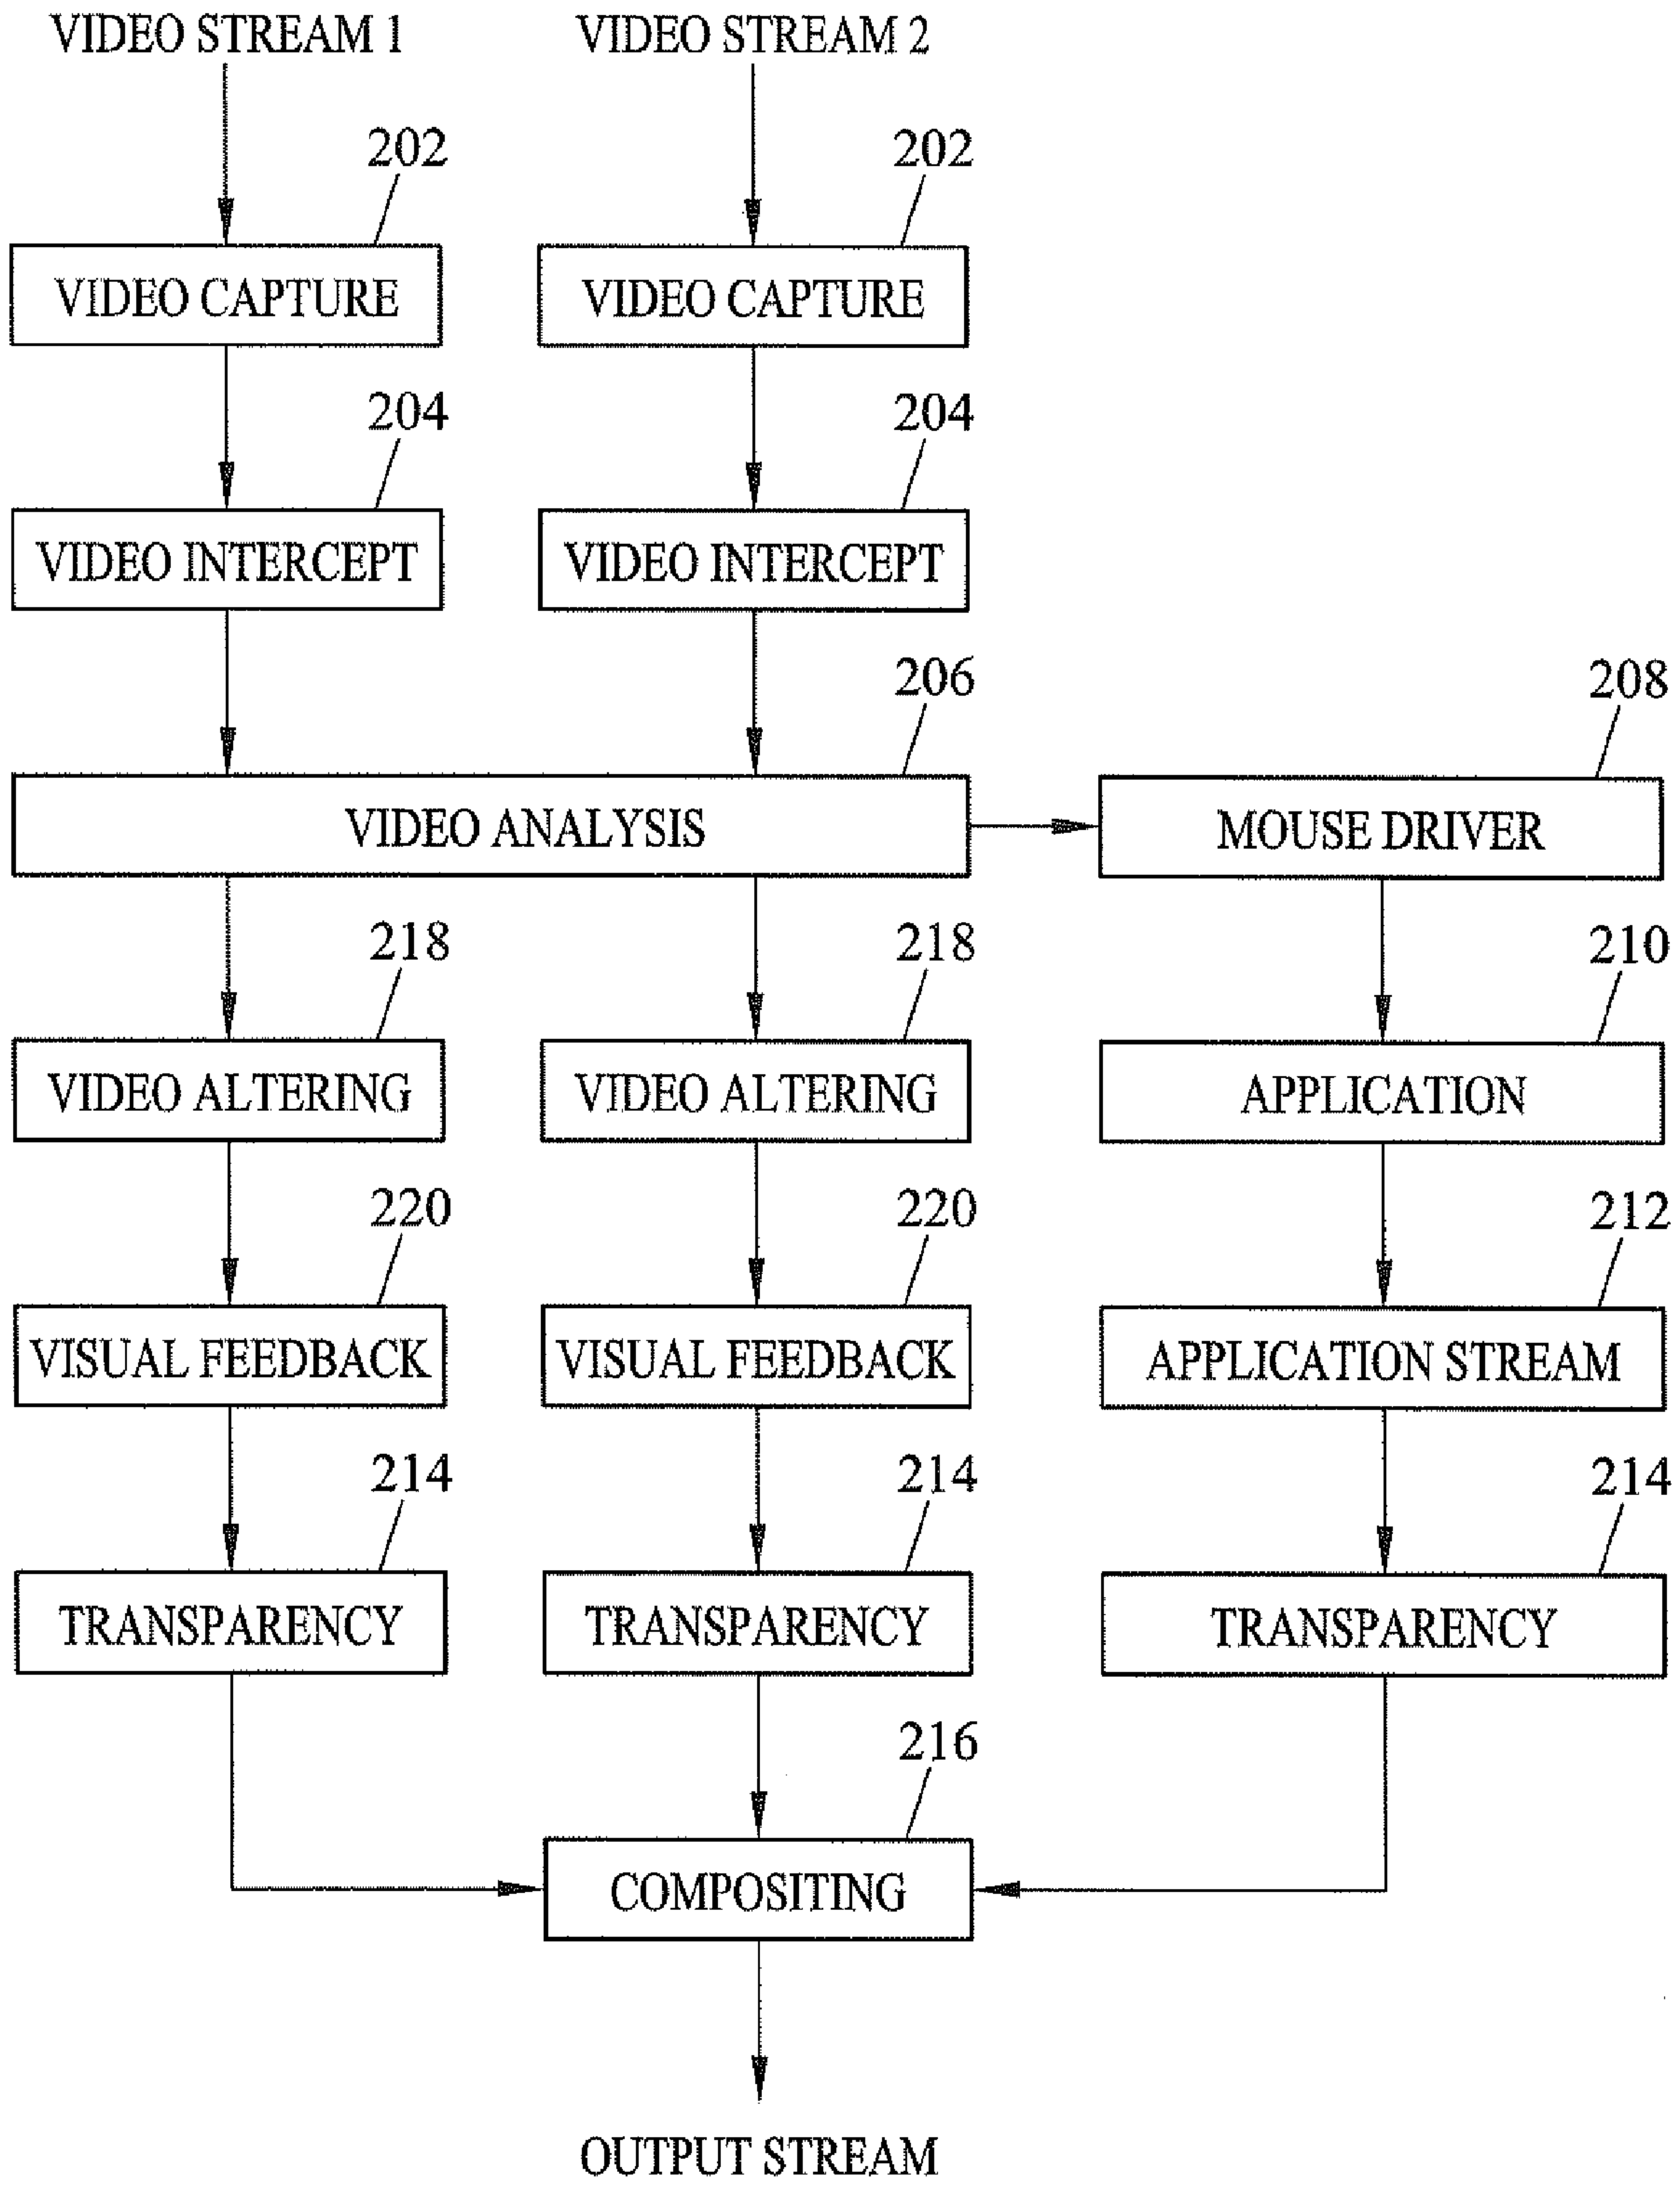 VIDEO STREAM 1
VIDEO STREAM 2
202
202
VIDEO CAPTURE
VIDEO CAPTURE
204
204
VIDEO INTERCEPT
VIDEO INTERCEPT
206
208
VIDEO ANALYSIS
MOUSE DRIVER
218
218
210
VIDEO ALTERING
VIDEO ALTERING
APPLICATION
220
220
212
VISUAL FEEDBACK
VISUAL FEEDBACK
APPLICATION STREAM
214
214
214
TRANSPARENCY
TRANSPARENCY
TRANSPARENCY
216
COMPOSITING
OUTPUT STREAM